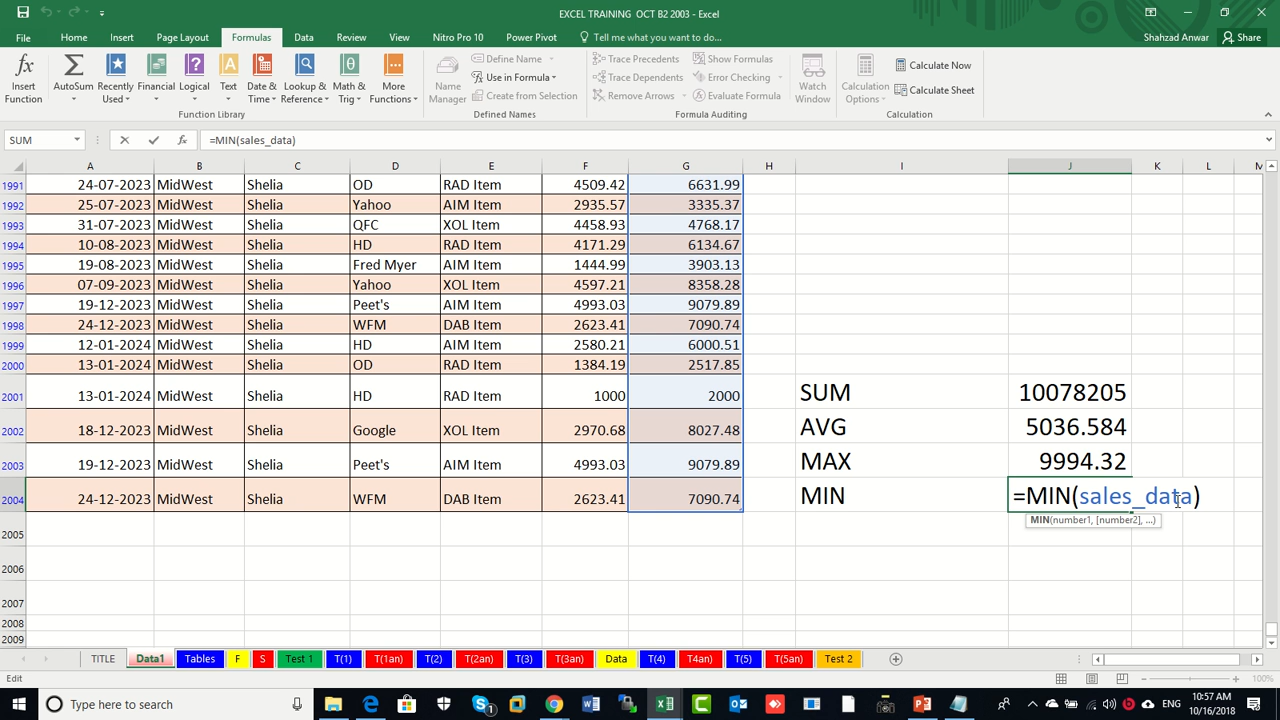 EXCEL TRAINING  OCT B2 2003 - Excel
File Home Insert Page Layout Formulas Data Review View Nitro Pro 10 Power Pivot Tell me what you want to do... Shahzad Anwar Share
Insert Function
AutoSum
Recently Used
Financial
Logical
Text
Date & Time
Lookup & Reference
Math & Trig
More Functions
Function Library
Name Manager
Define Name
Use in Formula
Create from Selection
Defined Names
Trace Precedents
Trace Dependents
Remove Arrows
Show Formulas
Error Checking
Evaluate Formula
Formula Auditing
Watch Window
Calculation Options
Calculate Now
Calculate Sheet
Calculation
SUM fx =MIN(sales_data)
A B C D E F G H I J K L M
1991 24-07-2023 MidWest Shelia OD RAD Item 4509.42 6631.99
1992 25-07-2023 MidWest Shelia Yahoo AIM Item 2935.57 3335.37
1993 31-07-2023 MidWest Shelia QFC XOL Item 4458.93 4768.17
1994 10-08-2023 MidWest Shelia HD RAD Item 4171.29 6134.67
1995 19-08-2023 MidWest Shelia Fred Myer AIM Item 1444.99 3903.13
1996 07-09-2023 MidWest Shelia Yahoo XOL Item 4597.21 8358.28
1997 19-12-2023 MidWest Shelia Peet's AIM Item 4993.03 9079.89
1998 24-12-2023 MidWest Shelia WFM DAB Item 2623.41 7090.74
1999 12-01-2024 MidWest Shelia HD AIM Item 2580.21 6000.51
2000 13-01-2024 MidWest Shelia OD RAD Item 1384.19 2517.85
2001 13-01-2024 MidWest Shelia HD RAD Item 1000 2000 SUM 10078205
2002 18-12-2023 MidWest Shelia Google XOL Item 2970.68 8027.48 AVG 5036.584
2003 19-12-2023 MidWest Shelia Peet's AIM Item 4993.03 9079.89 MAX 9994.32
2004 24-12-2023 MidWest Shelia WFM DAB Item 2623.41 7090.74 MIN =MIN(sales_data)
MIN(number1, [number2], ...)
2005
2006
2007
2008
2009
TITLE Data1 Tables F S Test 1 T(1) T(1an) T(2) T(2an) T(3) T(3an) Data T(4) T4an) T(5) T(5an) Test 2
Edit 100%
Type here to search
ENG
10:57 AM
10/16/2018